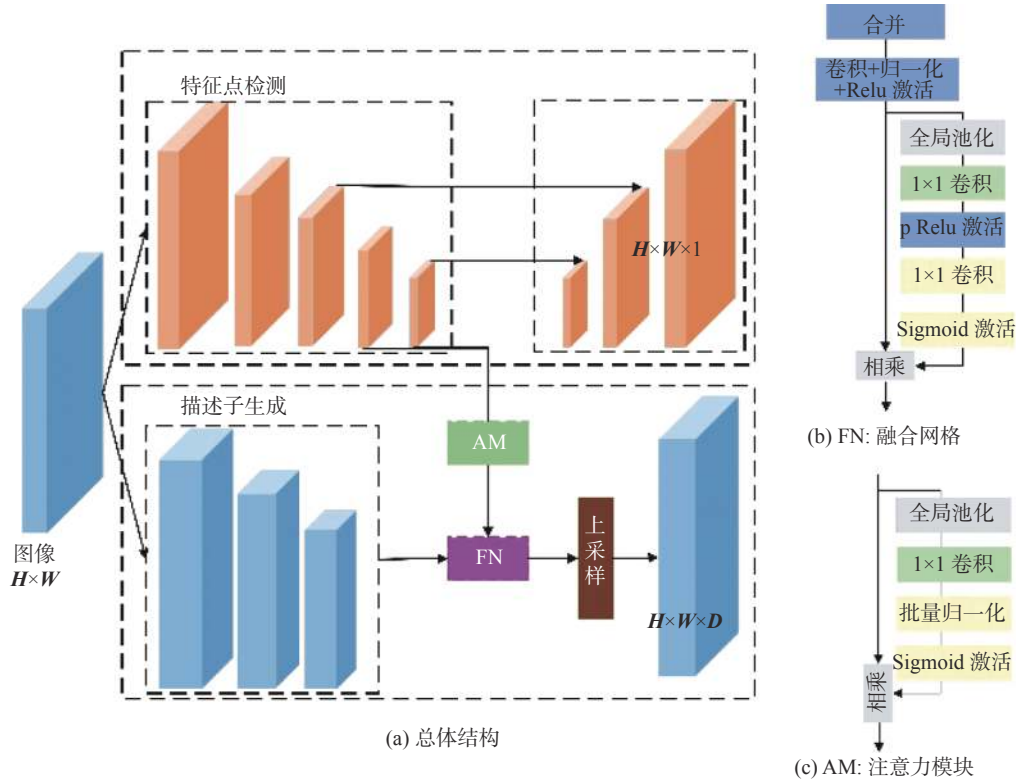 特征点检测
H×W×1
描述子生成
AM
FN
上采样
H×W×D
图像
H×W
(a) 总体结构
合并
卷积+归一化
+Relu 激活
全局池化
1×1 卷积
p Relu 激活
1×1 卷积
Sigmoid 激活
相乘
(b) FN: 融合网格
全局池化
1×1 卷积
批量归一化
Sigmoid 激活
相乘
(c) AM: 注意力模块